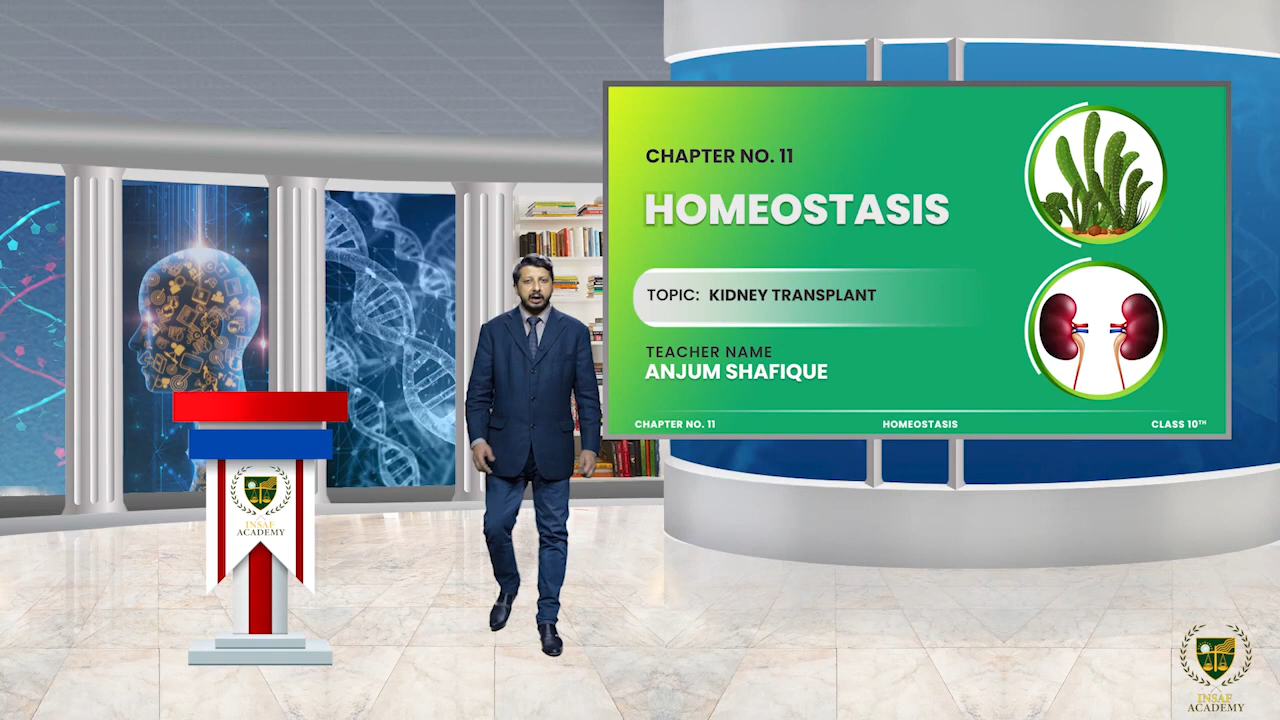 CHAPTER NO. 11
HOMEOSTASIS
TOPIC: KIDNEY TRANSPLANT
TEACHER NAME
ANJUM SHAFIQUE
CHAPTER NO. 11 HOMEOSTASIS CLASS 10TH
INSAF
ACADEMY
INSAF
ACADEMY